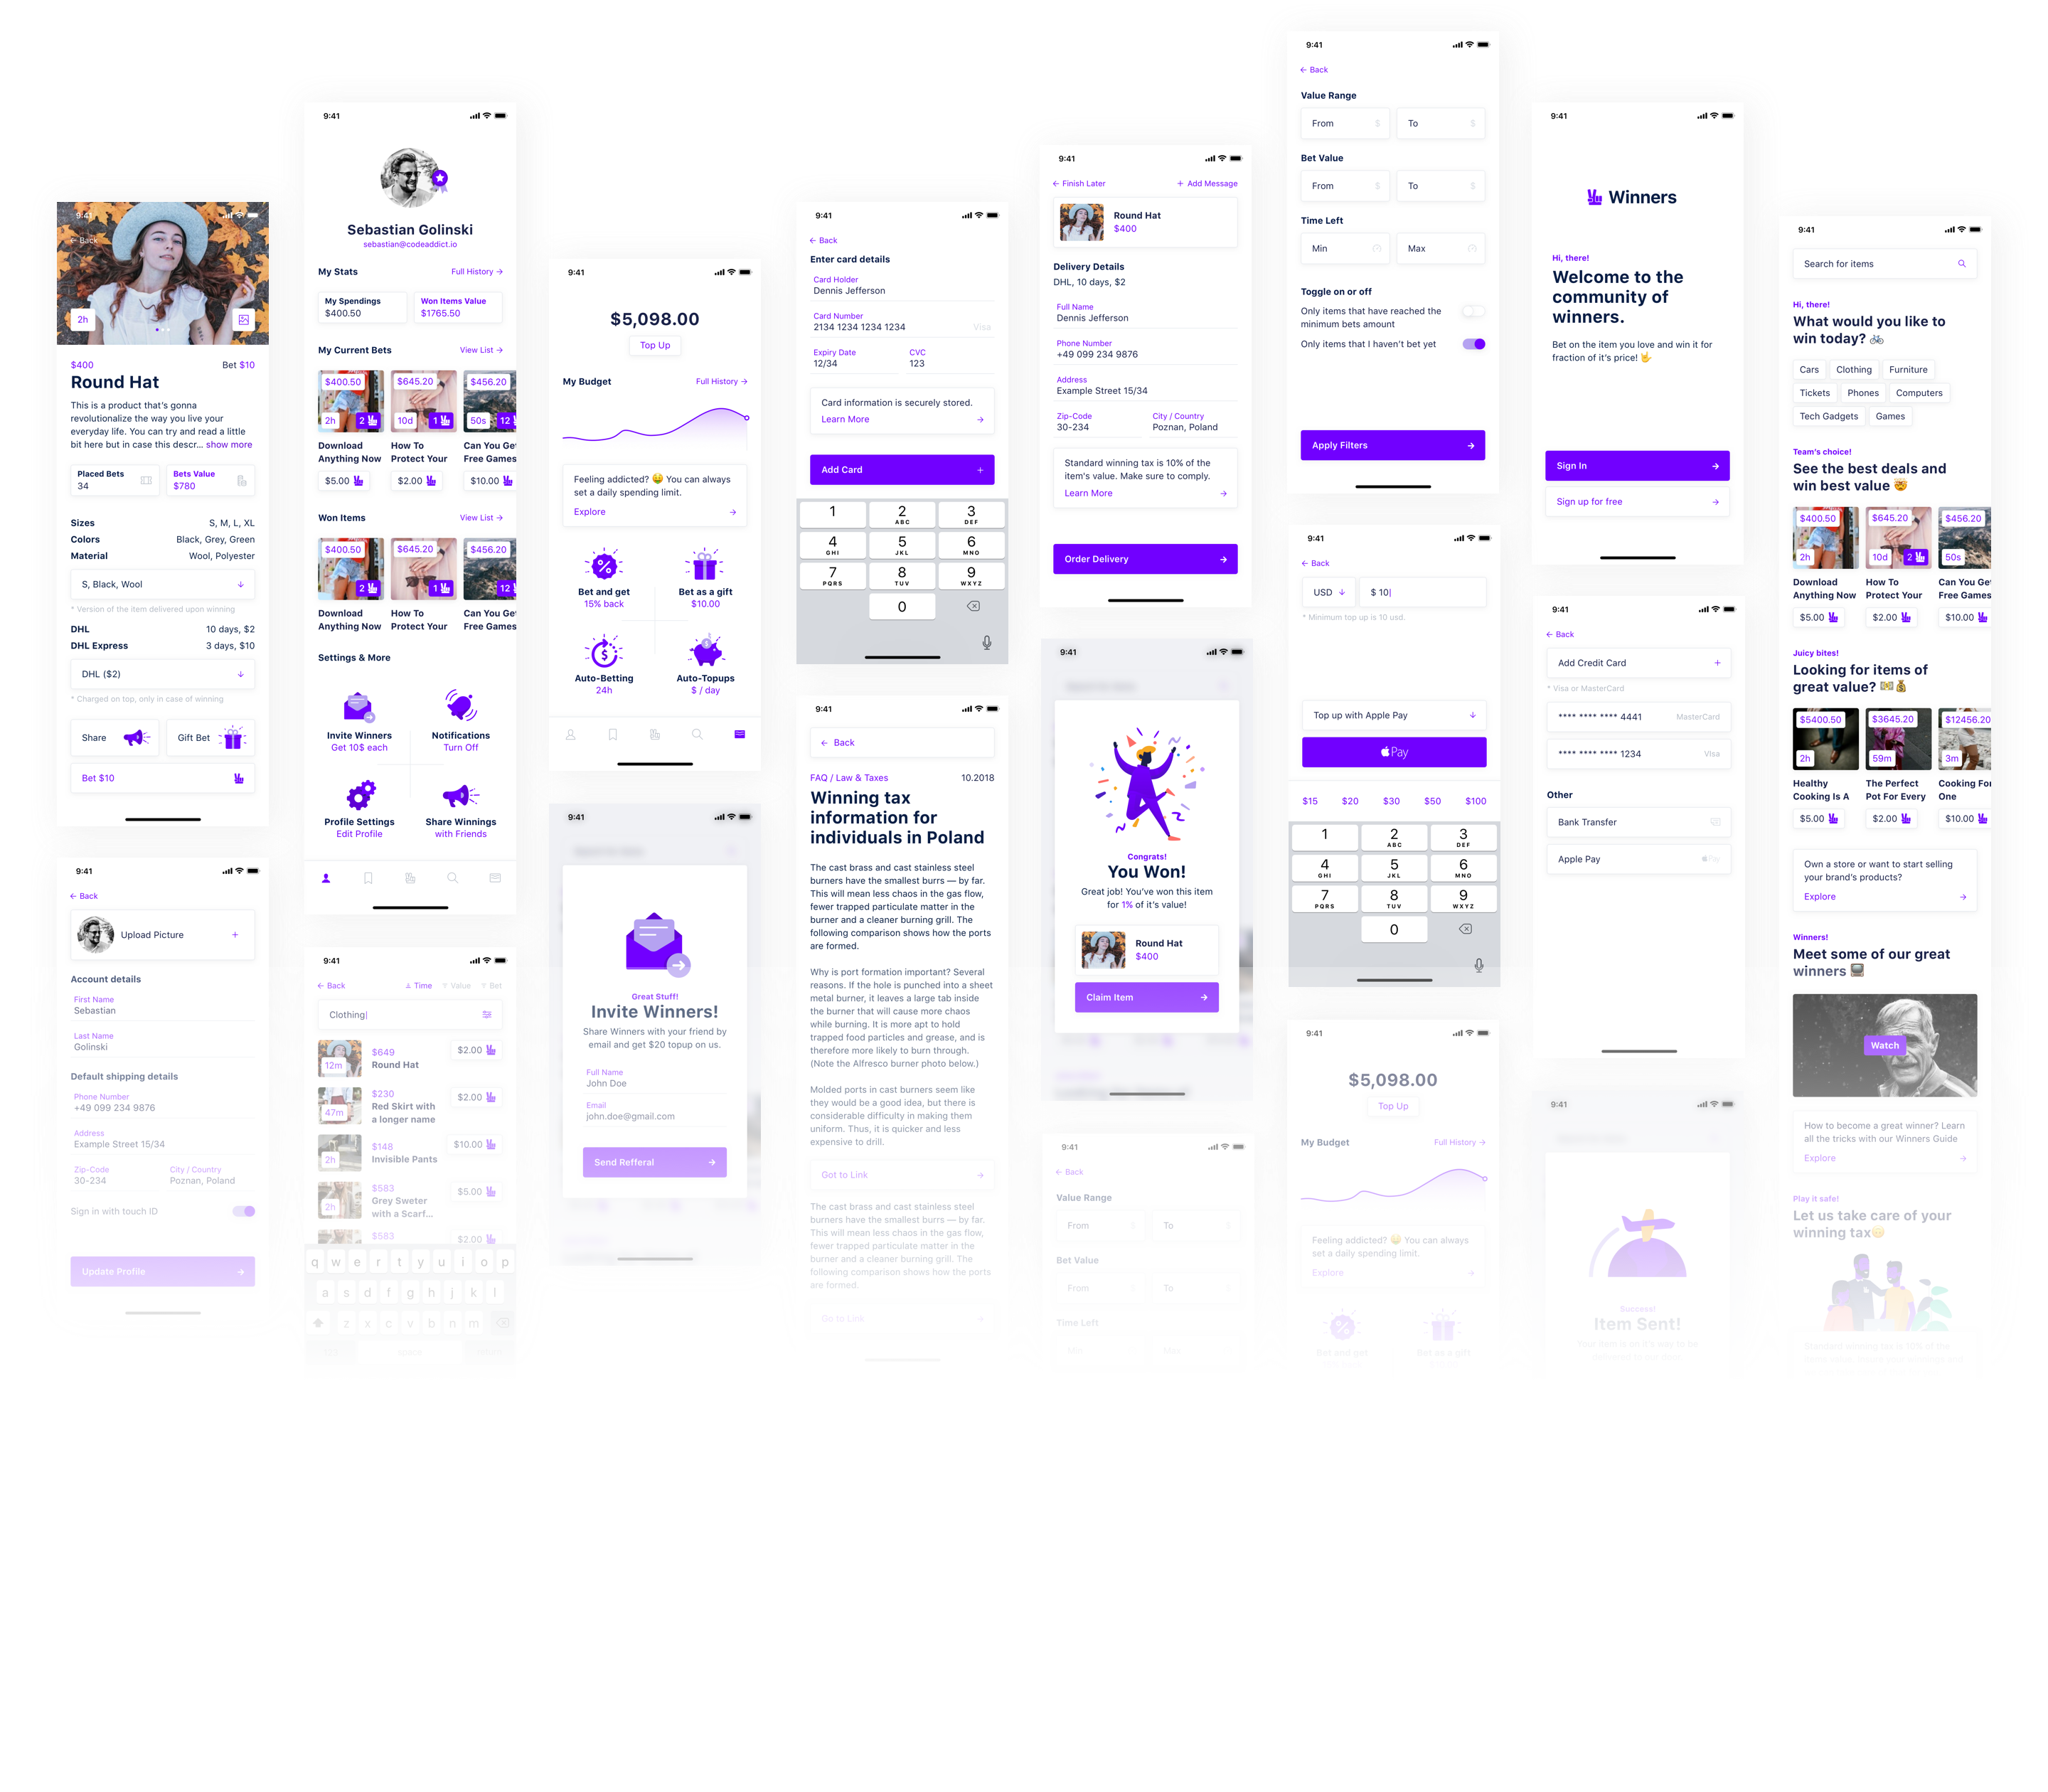 9:41
← Back
2h
$400 Bet $10
Round Hat
This is a product that's gonna
revolutionalize the way you live your
everyday life. You can try and read a little
bit here but in case this descr... show more
Placed Bets
34
Bets Value
$780
Sizes S, M, L, XL
Colors Black, Grey, Green
Material Wool, Polyester
S, Black, Wool
* Version of the item delivered upon winning
DHL 10 days, $2
DHL Express 3 days, $10
DHL ($2)
* Charged on top, only in case of winning
Share
Gift Bet
Bet $10
9:41
← Back
Upload Picture
Account details
First Name
Sebastian
Last Name
Golinski
Default shipping details
Phone Number
+49 099 234 9876
Address
Example Street 15/34
Zip-Code
30-234
City / Country
Poznan, Poland
Sign in with touch ID
Update Profile
9:41
Sebastian Golinski
sebastian@codeaddict.io
My Stats Full History
My Spendings
$400.50
Won Items Value
$1765.50
My Current Bets View List
$400.50 $645.20 $456.20
2h 2 10d 1 50s 12
Download
Anything Now
How To
Protect Your
Can You Get
Free Games
$5.00 $2.00 $10.00
Won Items View List
$400.50 $645.20 $456.20
2 1 12
Download
Anything Now
How To
Protect Your
Can You Get
Free Games
Settings & More
Invite Winners
Get 10$ each
Notifications
Turn Off
Profile Settings
Edit Profile
Share Winnings
with Friends
9:41
← Back Time Value Bet
Clothing
12m
$649
Round Hat
$2.00
47m
$230
Red Skirt with
a longer name
$2.00
2h
$148
Invisible Pants
$10.00
2h
$583
Grey Sweter
with a Scarf...
$5.00
$583
$2.00
q w e r t y u i o p
a s d f g h j k l
z x c v b n m
space
9:41
$5,098.00
Top Up
My Budget Full History
Feeling addicted? 🤑 You can always
set a daily spending limit.
Explore
Bet and get
15% back
Bet as a gift
$10.00
Auto-Betting
24h
Auto-Topups
$ / day
9:41
Great Stuff!
Invite Winners!
Share Winners with your friend by
email and get $20 topup on us.
Full Name
John Doe
Email
john.doe@gmail.com
Send Refferal
9:41
← Back
Enter card details
Card Holder
Dennis Jefferson
Card Number
2134 1234 1234 1234 Visa
Expiry Date
12/34
CVC
123
Card information is securely stored.
Learn More
Add Card
1 2 ABC 3 DEF
4 GHI 5 JKL 6 MNO
7 PQRS 8 TUV 9 WXYZ
0
9:41
← Back
FAQ / Law & Taxes 10.2018
Winning tax
information for
individuals in Poland
The cast brass and cast stainless steel
burners have the smallest burrs — by far.
This will mean less chaos in the gas flow,
fewer trapped particulate matter in the
burner and a cleaner burning grill. The
following comparison shows how the ports
are formed.
Why is port formation important? Several
reasons. If the hole is punched into a sheet
metal burner, it leaves a large tab inside
the burner that will cause more chaos
while burning. It is more apt to hold
trapped food particles and grease, and is
therefore more likely to burn through.
(Note the Alfresco burner photo below.)
Molded ports in cast burners seem like
they would be a good idea, but there is
considerable difficulty in making them
uniform. Thus, it is quicker and less
expensive to drill.
Got to Link
The cast brass and cast stainless steel
burners have the smallest burrs — by far.
This will mean less chaos in the gas flow,
fewer trapped particulate matter in the
burner and a cleaner burning grill. The
following comparison shows how the ports
are formed.
Go to Link
9:41
← Finish Later + Add Message
Round Hat
$400
Delivery Details
DHL, 10 days, $2
Full Name
Dennis Jefferson
Phone Number
+49 099 234 9876
Address
Example Street 15/34
Zip-Code
30-234
City / Country
Poznan, Poland
Standard winning tax is 10% of the
item's value. Make sure to comply.
Learn More
Order Delivery
9:41
Congrats!
You Won!
Great job! You've won this item
for 1% of it's value!
Round Hat
$400
Claim Item
9:41
← Back
Value Range
From To
Bet Value
From To
Time Left
Min Max
9:41
← Back
Value Range
From $ To $
Bet Value
From $ To $
Time Left
Min Max
Toggle on or off
Only items that have reached the
minimum bets amount
Only items that I haven't bet yet
Apply Filters
9:41
← Back
USD $ 10
* Minimum top up is 10 usd.
Top up with Apple Pay
Pay
$15 $20 $30 $50 $100
1 2 ABC 3 DEF
4 GHI 5 JKL 6 MNO
7 PQRS 8 TUV 9 WXYZ
0
9:41
$5,098.00
Top Up
My Budget Full History
Feeling addicted? 🤑 You can always
set a daily spending limit.
Explore
Bet and get
Bet as a gift
9:41
Winners
Hi, there!
Welcome to the
community of
winners.
Bet on the item you love and win it for
fraction of it's price! 🤟
Sign In
Sign up for free
9:41
← Back
Add Credit Card +
* Visa or MasterCard
**** **** **** 4441 MasterCard
**** **** **** 1234 Visa
Other
Bank Transfer
Apple Pay Pay
9:41
Success!
Item Sent!
Your item is on it's way to be
9:41
Search for items
Hi, there!
What would you like to
win today? 🚲
Cars Clothing Furniture
Tickets Phones Computers
Tech Gadgets Games
Team's choice!
See the best deals and
win best value 🤯
$400.50 $645.20 $456.20
2h 10d 2 50s
Download
Anything Now
How To
Protect Your
Can You Get
Free Games
$5.00 $2.00 $10.00
Juicy bites!
Looking for items of
great value? 💵💰
$5400.50 $3645.20 $12456.20
2h 59m 3m
Healthy
Cooking Is A
The Perfect
Pot For Every
Cooking For
One
$5.00 $2.00 $10.00
Own a store or want to start selling
your brand's products?
Explore
Winners!
Meet some of our great
winners 📺
Watch
How to become a great winner? Learn
all the tricks with our Winners Guide
Explore
Play it safe!
Let us take care of your
winning tax
Standard winning tax is 10% of the